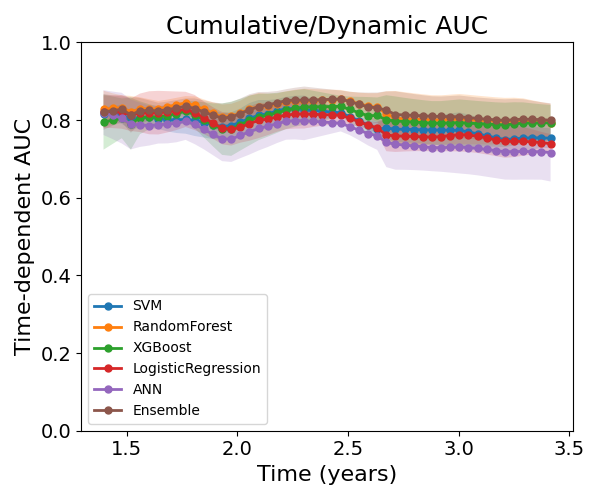 Cumulative/Dynamic AUC
Time-dependent AUC
1.0
0.8
0.6
0.4
0.2
0.0
SVM
RandomForest
XGBoost
LogisticRegression
ANN
Ensemble
1.5 2.0 2.5 3.0 3.5
Time (years)